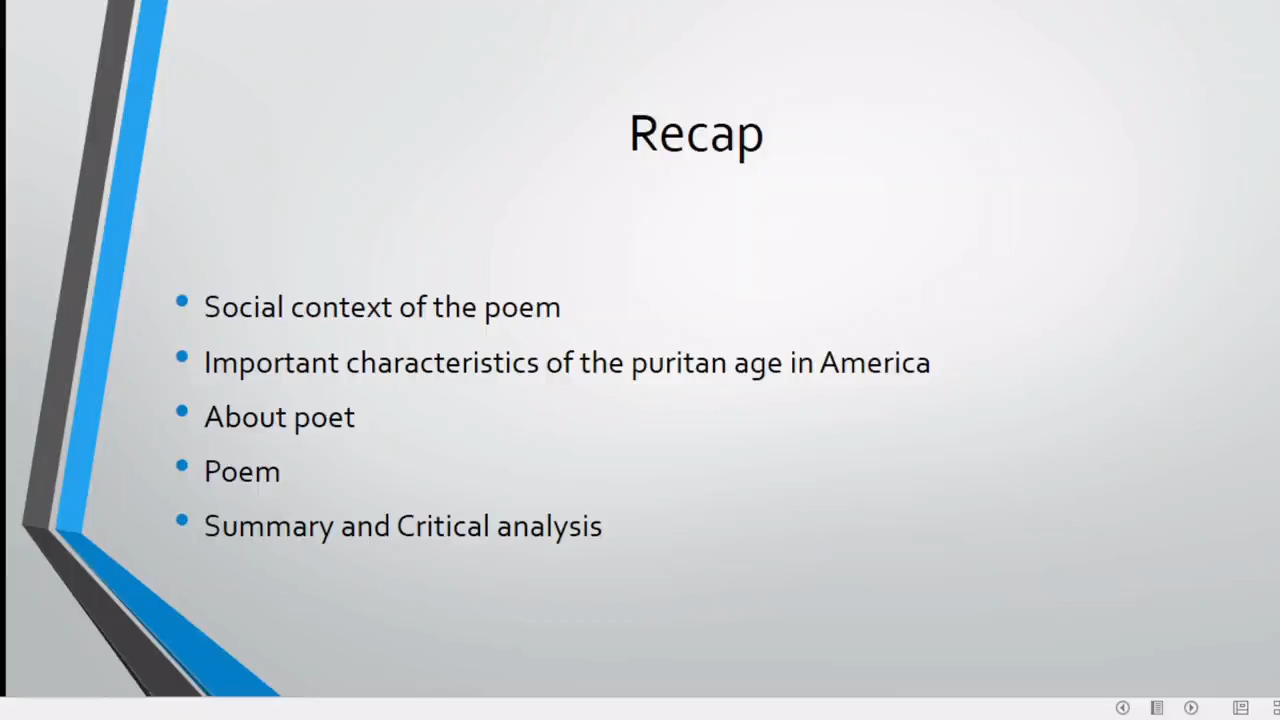 Recap
• Social context of the poem
• Important characteristics of the puritan age in America
• About poet
• Poem
• Summary and Critical analysis